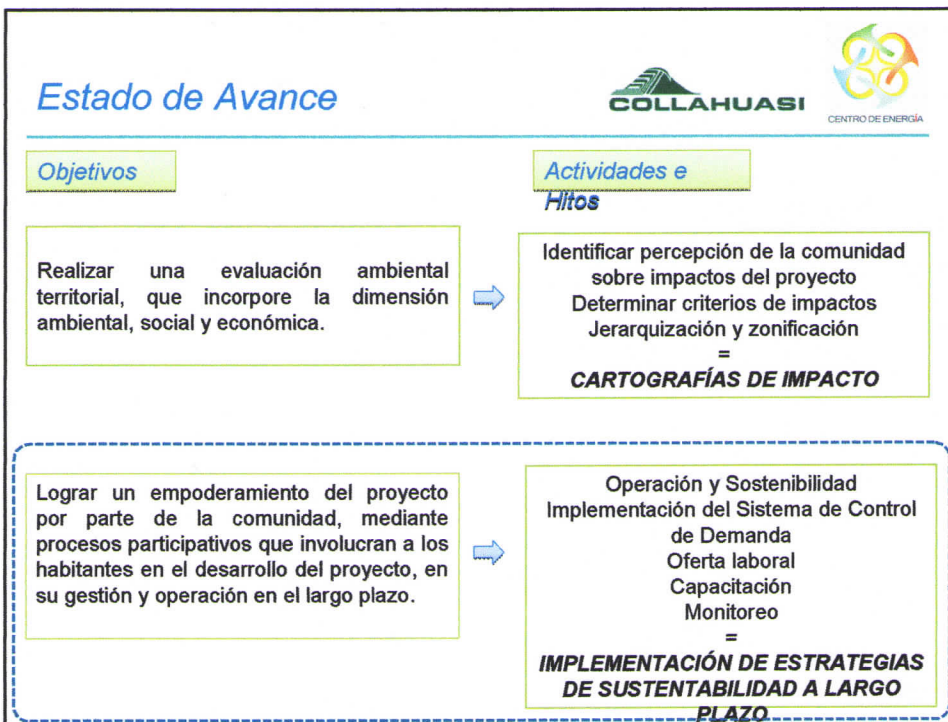 Estado de Avance
COLLAHUASI
CENTRO DE ENERGÍA
Objetivos
Actividades e
Hitos
Realizar una evaluación ambiental
territorial, que incorpore la dimensión
ambiental, social y económica.
Identificar percepción de la comunidad
sobre impactos del proyecto
Determinar criterios de impactos
Jerarquización y zonificación
=
CARTOGRAFÍAS DE IMPACTO
Lograr un empoderamiento del proyecto
por parte de la comunidad, mediante
procesos participativos que involucran a los
habitantes en el desarrollo del proyecto, en
su gestión y operación en el largo plazo.
Operación y Sostenibilidad
Implementación del Sistema de Control
de Demanda
Oferta laboral
Capacitación
Monitoreo
=
IMPLEMENTACIÓN DE ESTRATEGIAS
DE SUSTENTABILIDAD A LARGO
PLAZO